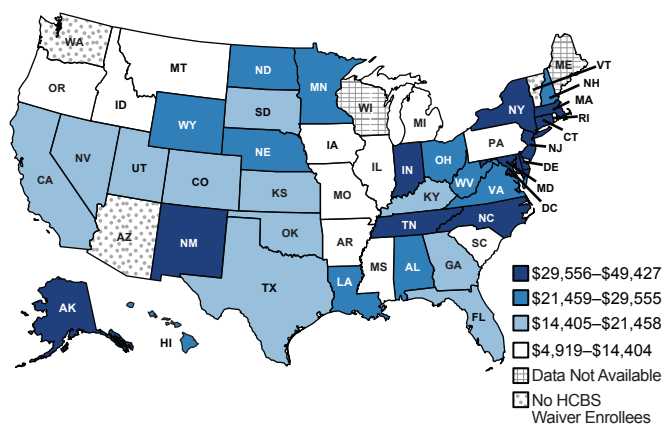 WA
MT
ND
MN
ME
VT
NH
MA
RI
CT
NJ
DE
MD
DC
OR
ID
WY
SD
WI
MI
NY
PA
IA
NE
NV
UT
CO
CA
KS
MO
IL
IN
OH
WV
VA
KY
NC
TN
SC
AZ
NM
OK
AR
MS
AL
GA
TX
LA
FL
AK
HI
$29,556–$49,427
$21,459–$29,555
$14,405–$21,458
$4,919–$14,404
Data Not Available
No HCBS
Waiver Enrollees